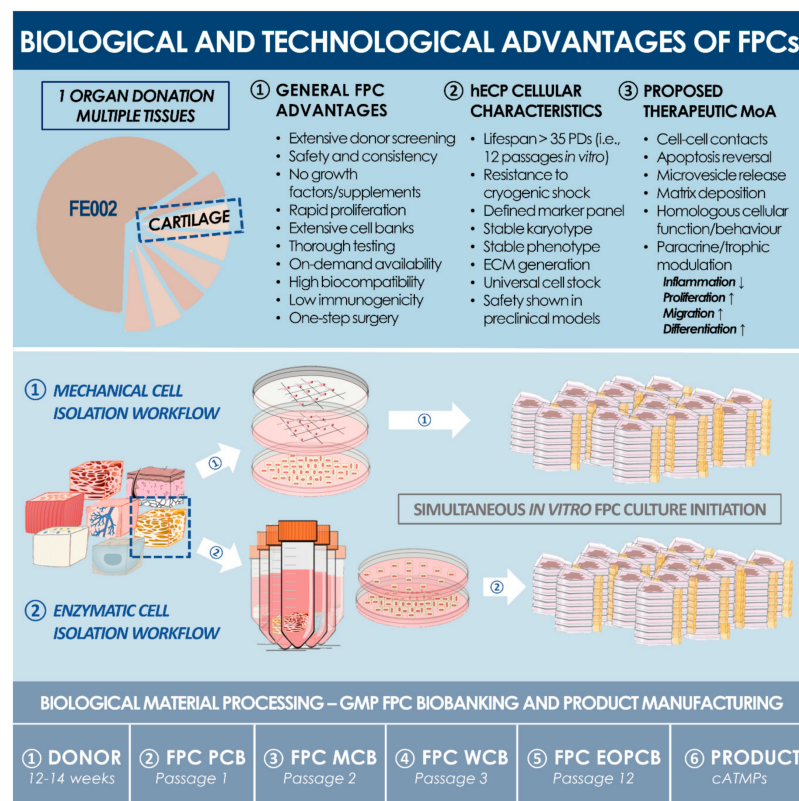 BIOLOGICAL AND TECHNOLOGICAL ADVANTAGES OF FPCs
1 ORGAN DONATION
MULTIPLE TISSUES
FE002
CARTILAGE
① GENERAL FPC
ADVANTAGES
• Extensive donor screening
• Safety and consistency
• No growth
factors/supplements
• Rapid proliferation
• Extensive cell banks
• Thorough testing
• On-demand availability
• High biocompatibility
• Low immunogenicity
• One-step surgery
② hECP CELLULAR
CHARACTERISTICS
• Lifespan > 35 PDs (i.e.,
12 passages in vitro)
• Resistance to
cryogenic shock
• Defined marker panel
• Stable karyotype
• Stable phenotype
• ECM generation
• Universal cell stock
• Safety shown in
preclinical models
③ PROPOSED
THERAPEUTIC MoA
• Cell-cell contacts
• Apoptosis reversal
• Microvesicle release
• Matrix deposition
• Homologous cellular
function/behaviour
• Paracrine/trophic
modulation
Inflammation ↓
Proliferation ↑
Migration ↑
Differentiation ↑
① MECHANICAL CELL
ISOLATION WORKFLOW
①
①
SIMULTANEOUS IN VITRO FPC CULTURE INITIATION
②
②
② ENZYMATIC CELL
ISOLATION WORKFLOW
BIOLOGICAL MATERIAL PROCESSING – GMP FPC BIOBANKING AND PRODUCT MANUFACTURING
① DONOR
12-14 weeks
② FPC PCB
Passage 1
③ FPC MCB
Passage 2
④ FPC WCB
Passage 3
⑤ FPC EOPCB
Passage 12
⑥ PRODUCT
cATMPs